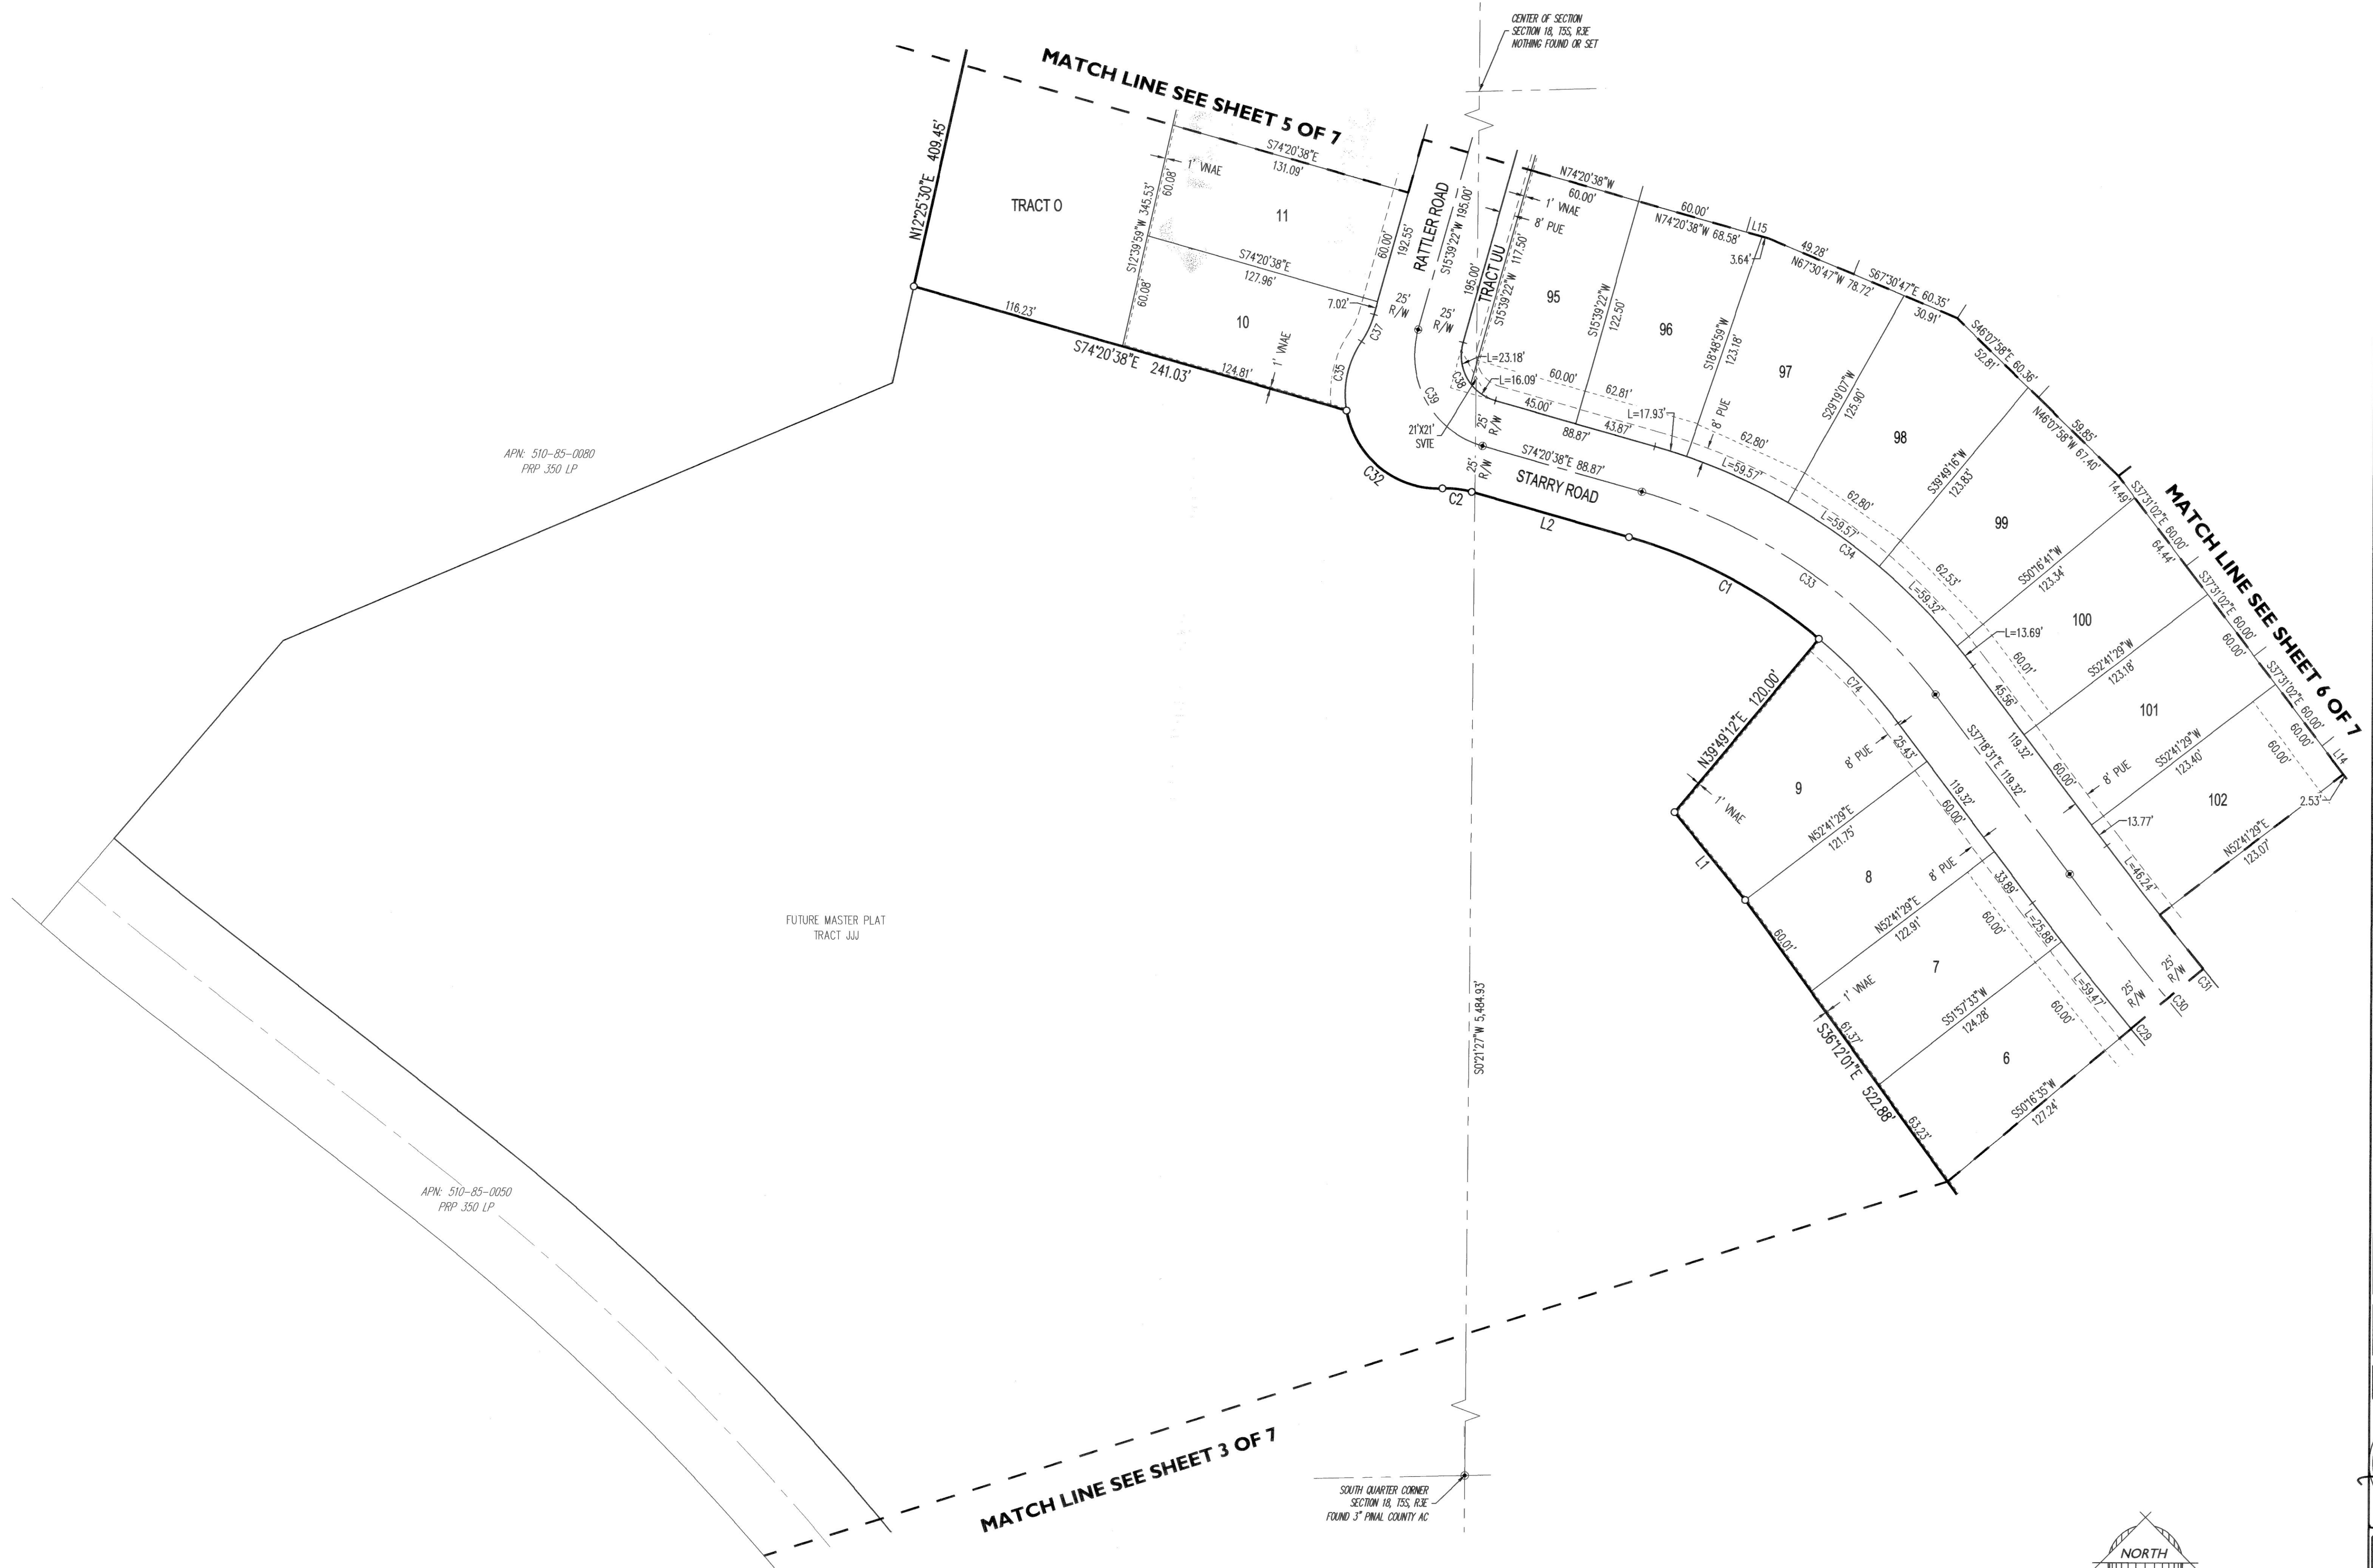 CENTER OF SECTION
SECTION 18, T5S, R3E
NOTHING FOUND OR SET
MATCH LINE SEE SHEET 5 OF 7
N12°25'30"E 409.45'
TRACT O
S12°39'59"W 345.53'
60.08'
60.08'
1' VNAE
S74°20'38"E
131.09'
11
S74°20'38"E
127.96'
10
7.02'
60.00'
192.55'
116.23'
S74°20'38"E 241.03'
124.81'
1' VNAE
C35
C37
RATTLER ROAD
S15°39'22"W 195.00'
25'
R/W
25'
R/W
195.00'
TRACT UU
S15°39'22"W 117.50'
1' VNAE
8' PUE
N74°20'38"W
60.00'
95
S15°39'22"W
122.50'
60.00'
N74°20'38"W 68.58'
L15
3.64'
96
S18°48'59"W
123.18'
49.28'
N67°30'47"W 78.72'
S67°30'47"E 60.35'
30.91'
97
S29°19'07"W
125.90'
S46°07'58"E 60.36'
52.81'
98
S39°49'16"W
123.83'
N46°07'58"W 67.40'
59.85'
14.49'
99
S50°16'41"W
123.34'
S37°31'02"E 60.00'
64.44'
100
S52°41'29"W
123.18'
S37°31'02"E 60.00'
60.00'
MATCH LINE SEE SHEET 6 OF 7
101
S52°41'29"W
123.40'
S37°31'02"E 60.00'
60.00'
60.00'
L14
2.53'
102
N52°41'29"E
123.07'
L=23.18'
L=16.09'
C38
C39
21'X21'
SVTE
25'
R/W
25'
R/W
60.00'
62.81'
45.00'
88.87'
43.87'
L=17.93'
8' PUE
62.80'
L=59.57'
62.80'
L=59.57'
C34
62.53'
L=59.32'
L=13.69'
60.01'
45.56'
119.32'
60.00'
8' PUE
13.77'
L=46.24'
S74°20'38"E 88.87'
STARRY ROAD
C33
S37°18'31"E 119.32'
C32
C2
L2
C1
C74
N39°49'12"E 120.00'
1' VNAE
L1
9
8' PUE
25.43'
N52°41'29"E
121.75'
119.32'
60.00'
8
8' PUE
N52°41'29"E
122.91'
33.89'
L=25.88'
60.00'
60.01'
1' VNAE
7
S51°57'33"W
124.28'
L=59.47'
60.00'
61.37'
S36°12'01"E 522.88'
6
63.23'
S50°16'35"W
127.24'
25'
R/W
25'
R/W
C29
C30
C31
APN: 510-85-0080
PRP 350 LP
FUTURE MASTER PLAT
TRACT JJJ
S0°21'27"W 5,484.93'
APN: 510-85-0050
PRP 350 LP
MATCH LINE SEE SHEET 3 OF 7
SOUTH QUARTER CORNER
SECTION 18, T5S, R3E
FOUND 3" PINAL COUNTY AC
NORTH